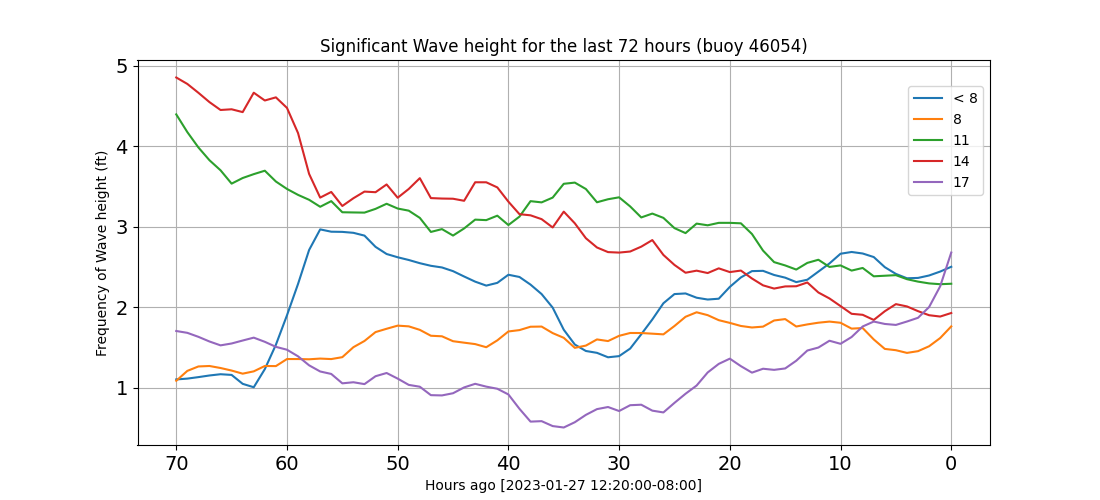 Significant Wave height for the last 72 hours (buoy 46054)
5
4
3
2
1
Frequency of Wave height (ft)
< 8
8
11
14
17
70 60 50 40 30 20 10 0
Hours ago [2023-01-27 12:20:00-08:00]